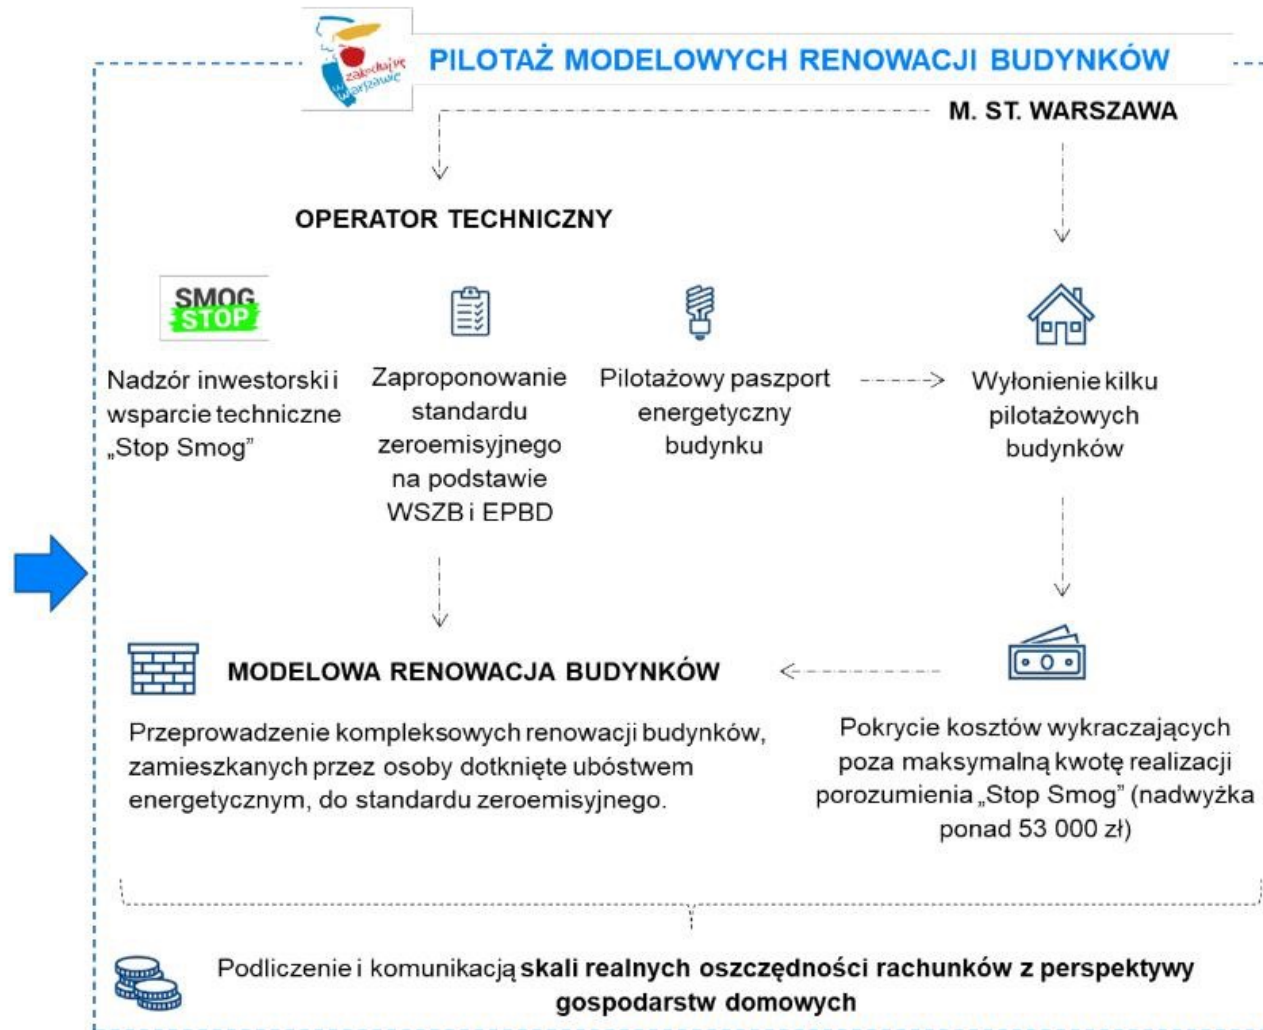 zakochaj się
w warszawie
PILOTAŻ MODELOWYCH RENOWACJI BUDYNKÓW
M. ST. WARSZAWA
OPERATOR TECHNICZNY
SMOG
STOP
Nadzór inwestorski i
wsparcie techniczne
„Stop Smog”
Zaproponowanie
standardu
zeroemisyjnego
na podstawie
WSZB i EPBD
Pilotażowy paszport
energetyczny
budynku
Wyłonienie kilku
pilotażowych
budynków
MODELOWA RENOWACJA BUDYNKÓW
Przeprowadzenie kompleksowych renowacji budynków,
zamieszkanych przez osoby dotknięte ubóstwem
energetycznym, do standardu zeroemisyjnego.
Pokrycie kosztów wykraczających
poza maksymalną kwotę realizacji
porozumienia „Stop Smog” (nadwyżka
ponad 53 000 zł)
Podliczenie i komunikacją skali realnych oszczędności rachunków z perspektywy
gospodarstw domowych